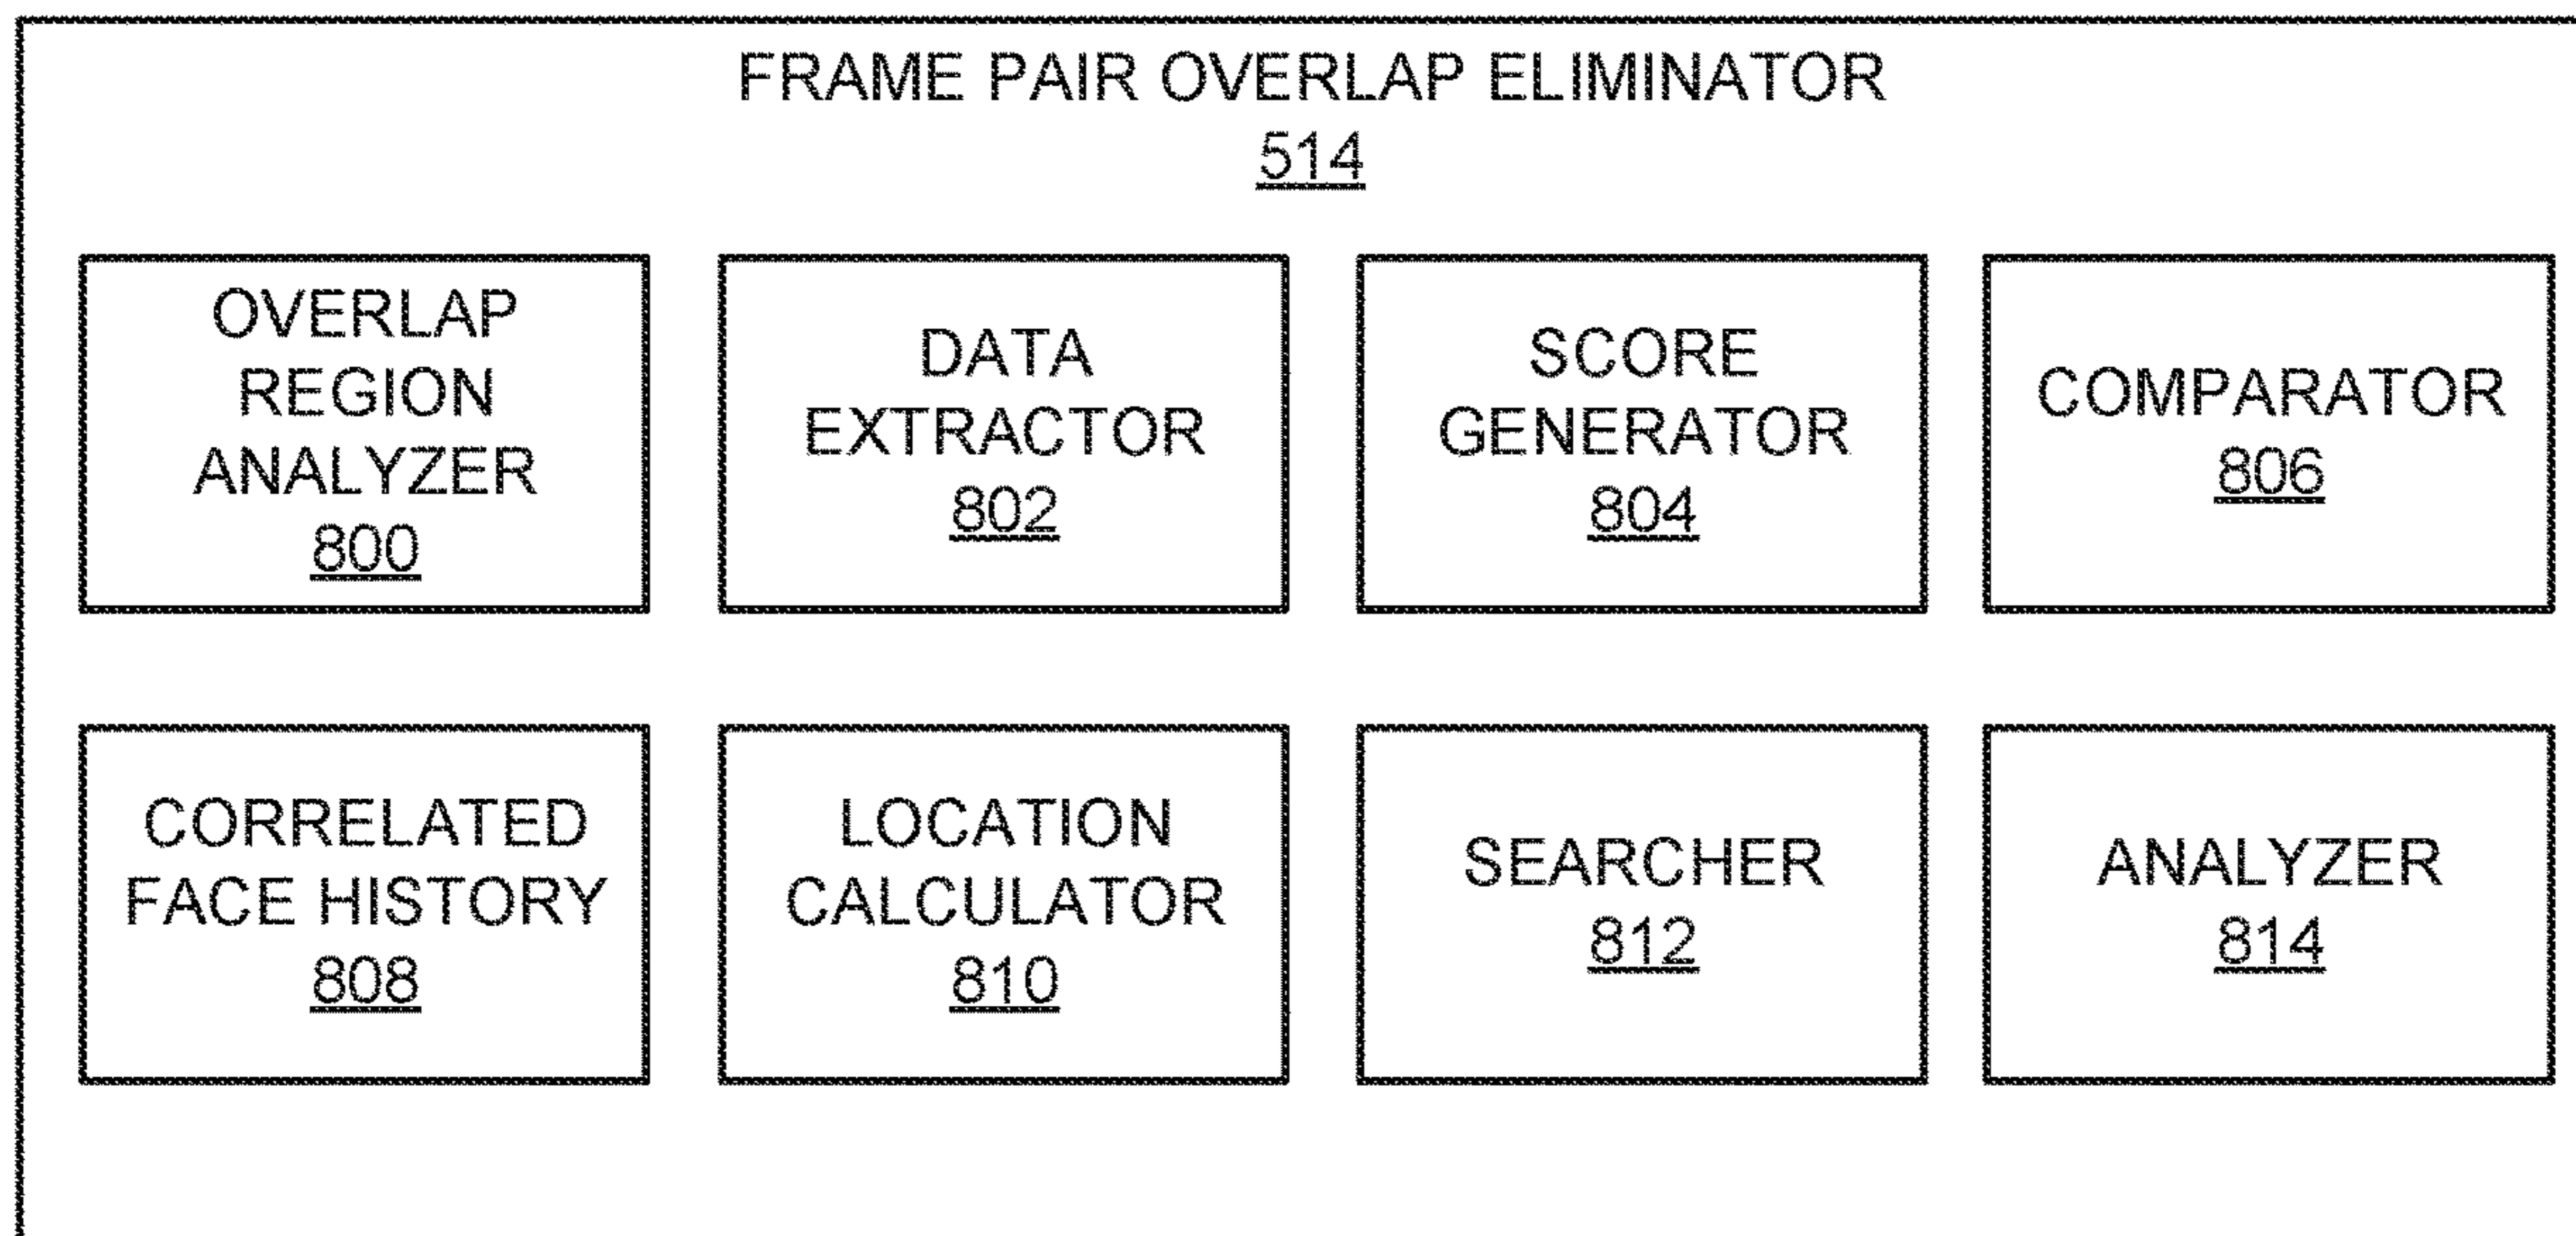 FRAME PAIR OVERLAP ELIMINATOR
514
OVERLAP
REGION
ANALYZER
800
DATA
EXTRACTOR
802
SCORE
GENERATOR
804
COMPARATOR
806
CORRELATED
FACE HISTORY
808
LOCATION
CALCULATOR
810
SEARCHER
812
ANALYZER
814